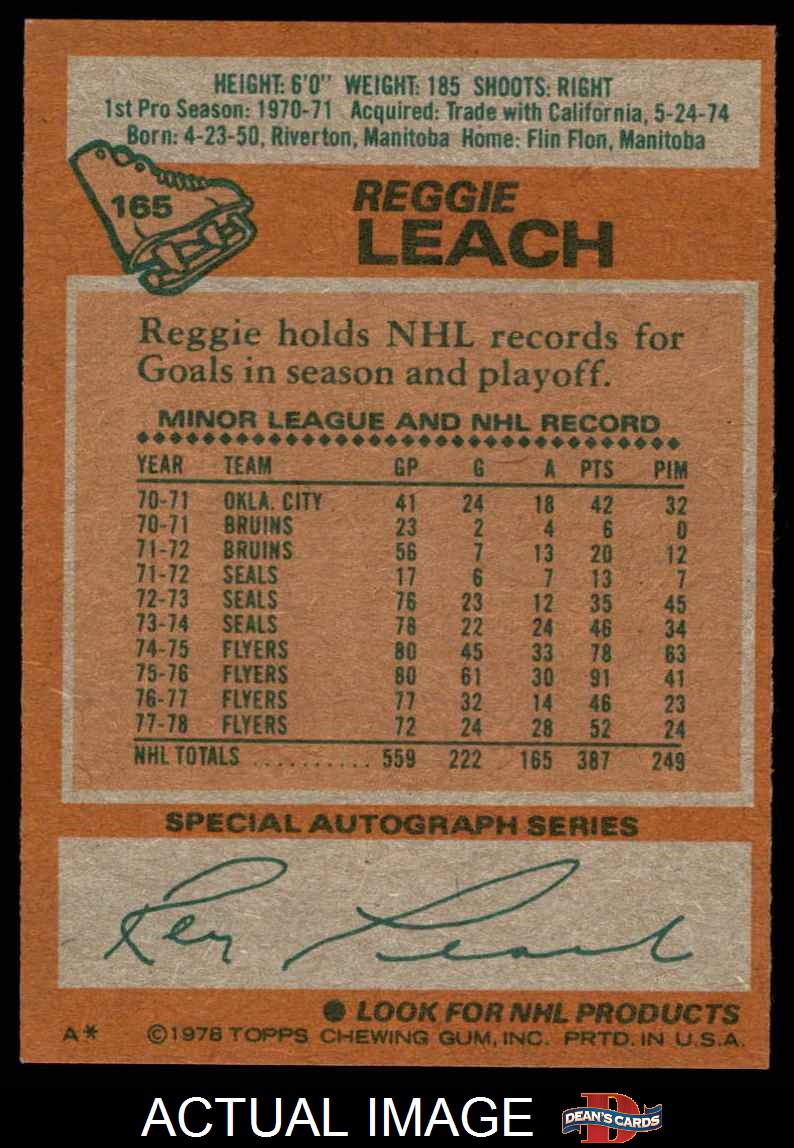 HEIGHT: 6'0" WEIGHT: 185 SHOOTS: RIGHT
1st Pro Season: 1970-71 Acquired: Trade with California, 5-24-74
Born: 4-23-50, Riverton, Manitoba Home: Flin Flon, Manitoba
165
REGGIE
LEACH
Reggie holds NHL records for
Goals in season and playoff.
MINOR LEAGUE AND NHL RECORD
YEAR TEAM GP G A PTS PIM
70-71 OKLA. CITY 41 24 18 42 32
70-71 BRUINS 23 2 4 6 0
71-72 BRUINS 56 7 13 20 12
71-72 SEALS 17 6 7 13 7
72-73 SEALS 76 23 12 35 45
73-74 SEALS 78 22 24 46 34
74-75 FLYERS 80 45 33 78 63
75-76 FLYERS 80 61 30 91 41
76-77 FLYERS 77 32 14 46 23
77-78 FLYERS 72 24 28 52 24
NHL TOTALS .......... 559 222 165 387 249
SPECIAL AUTOGRAPH SERIES
Reg Leach
● LOOK FOR NHL PRODUCTS
A* ©1978 TOPPS CHEWING GUM, INC. PRTD. IN U.S.A.
ACTUAL IMAGE D DEAN'S CARDS